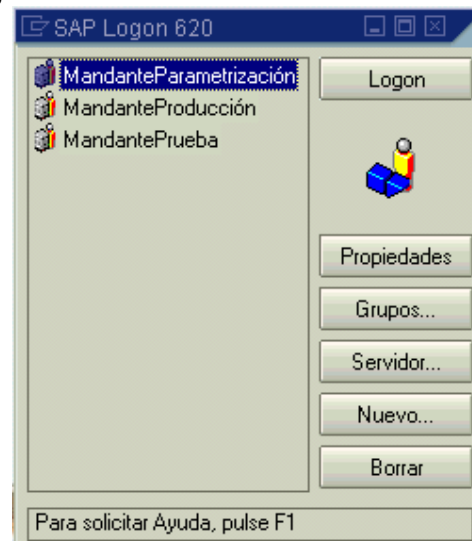 SAP Logon 620
MandanteParametrización
MandanteProducción
MandantePrueba
Logon
Propiedades
Grupos...
Servidor...
Nuevo...
Borrar
Para solicitar Ayuda, pulse F1